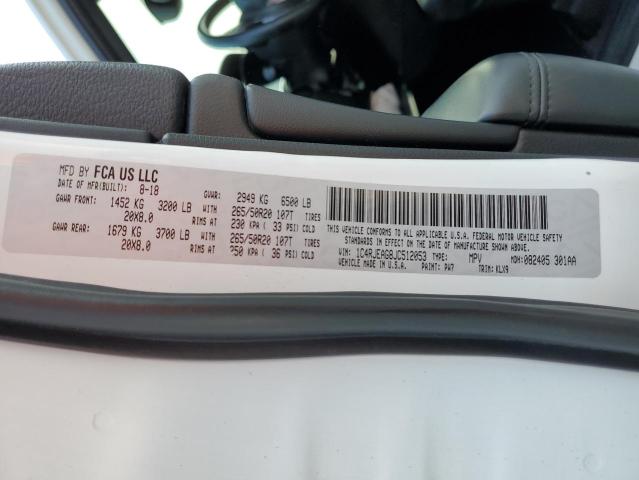 MFD BY FCA US LLC
DATE OF MFR(BUILT): 8-18 GVWR: 2949 KG 6500 LB
GAWR FRONT: 1452 KG 3200 LB WITH 265/50R20 107T TIRES
20X8.0 RIMS AT 230 KPA ( 33 PSI) COLD
GAWR REAR: 1679 KG 3700 LB WITH 265/50R20 107T TIRES
20X8.0 RIMS AT 250 KPA ( 36 PSI) COLD
THIS VEHICLE CONFORMS TO ALL APPLICABLE U.S.A. FEDERAL MOTOR VEHICLE SAFETY
STANDARDS IN EFFECT ON THE DATE OF MANUFACTURE SHOWN ABOVE.
VIN: 1C4RJEAG8JC512053 TYPE: MPV MDH: 082405 301AA
VEHICLE MADE IN U.S.A. PAINT: PW7 TRIM: KLX9